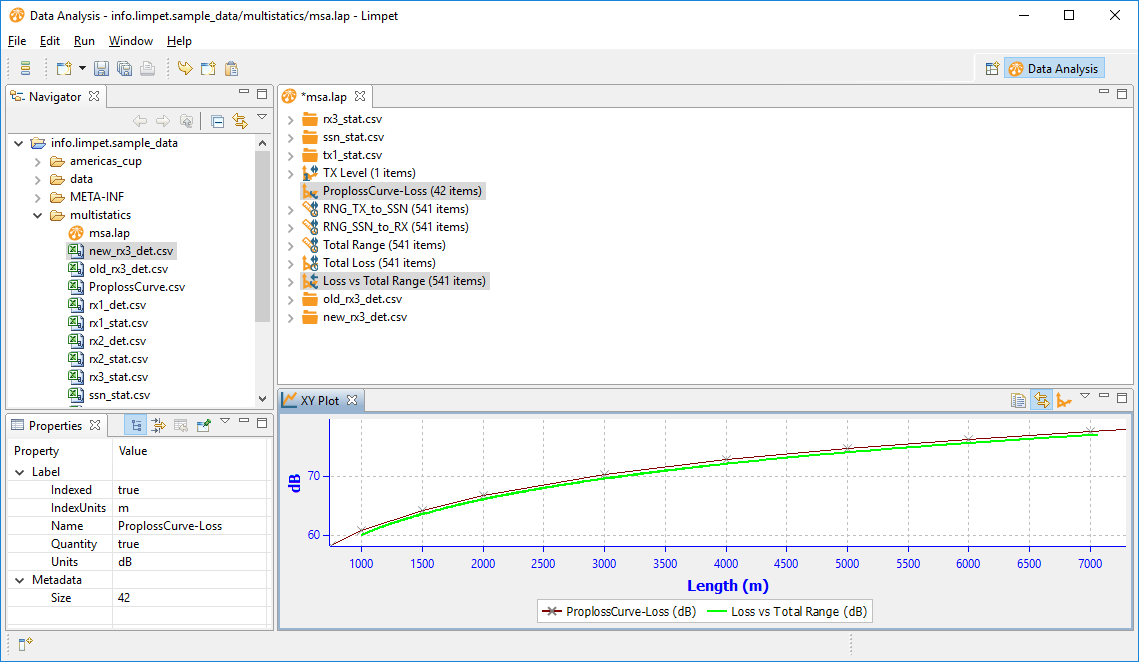 Data Analysis - info.limpet.sample_data/multistatics/msa.lap - Limpet
File Edit Run Window Help
Data Analysis
Navigator
info.limpet.sample_data
americas_cup
data
META-INF
multistatics
msa.lap
new_rx3_det.csv
old_rx3_det.csv
ProplossCurve.csv
rx1_det.csv
rx1_stat.csv
rx2_det.csv
rx2_stat.csv
rx3_stat.csv
ssn_stat.csv
*msa.lap
rx3_stat.csv
ssn_stat.csv
tx1_stat.csv
TX Level (1 items)
ProplossCurve-Loss (42 items)
RNG_TX_to_SSN (541 items)
RNG_SSN_to_RX (541 items)
Total Range (541 items)
Total Loss (541 items)
Loss vs Total Range (541 items)
old_rx3_det.csv
new_rx3_det.csv
Properties
Property Value
Label
Indexed true
IndexUnits m
Name ProplossCurve-Loss
Quantity true
Units dB
Metadata
Size 42
XY Plot
dB
70
60
1000 1500 2000 2500 3000 3500 4000 4500 5000 5500 6000 6500 7000
Length (m)
ProplossCurve-Loss (dB) Loss vs Total Range (dB)